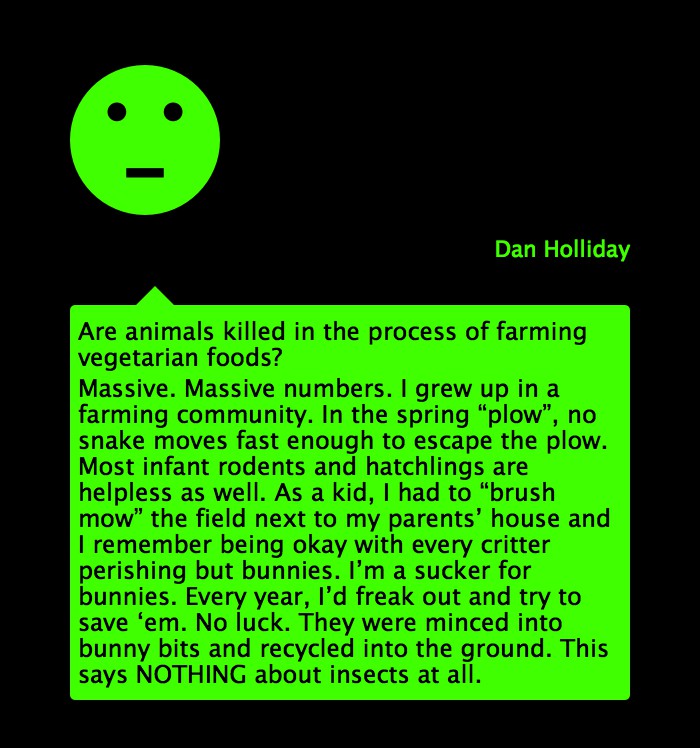 Dan Holliday
Are animals killed in the process of farming
vegetarian foods?
Massive. Massive numbers. I grew up in a
farming community. In the spring “plow”, no
snake moves fast enough to escape the plow.
Most infant rodents and hatchlings are
helpless as well. As a kid, I had to “brush
mow” the field next to my parents’ house and
I remember being okay with every critter
perishing but bunnies. I’m a sucker for
bunnies. Every year, I’d freak out and try to
save ‘em. No luck. They were minced into
bunny bits and recycled into the ground. This
says NOTHING about insects at all.